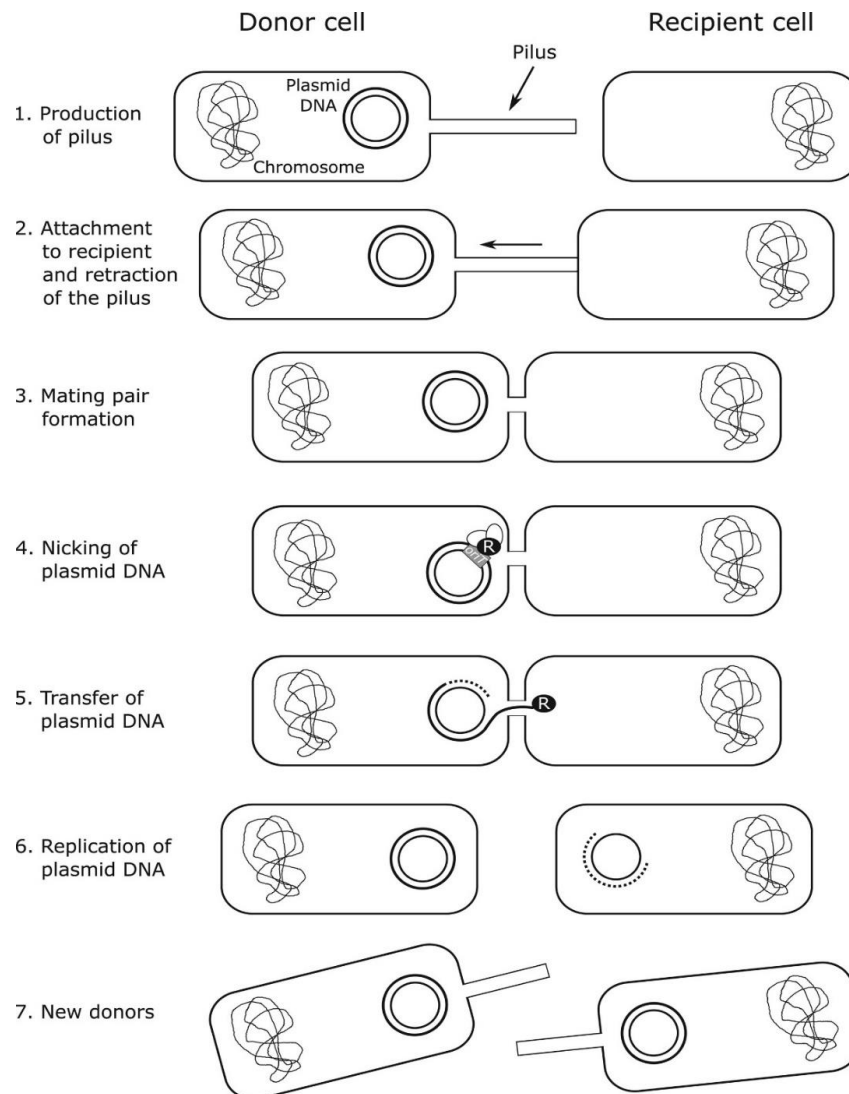 Donor cell
Recipient cell
Pilus
Plasmid
DNA
Chromosome
1. Production
of pilus
2. Attachment
to recipient
and retraction
of the pilus
3. Mating pair
formation
4. Nicking of
plasmid DNA
R
5. Transfer of
plasmid DNA
R
6. Replication of
plasmid DNA
7. New donors